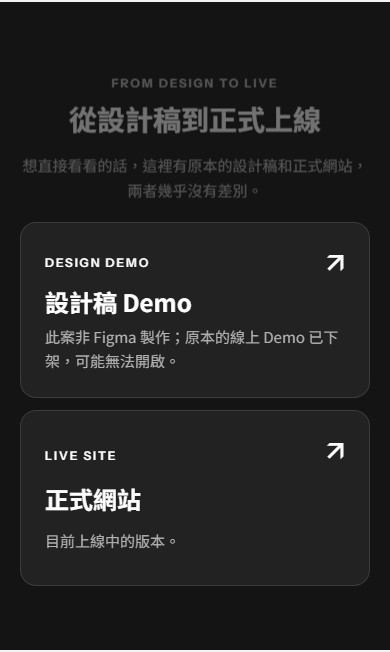 FROM DESIGN TO LIVE
從設計稿到正式上線
想直接看看的話，這裡有原本的設計稿和正式網站，
兩者幾乎沒有差別。
DESIGN DEMO
設計稿 Demo
此案非 Figma 製作；原本的線上 Demo 已下
架，可能無法開啟。
LIVE SITE
正式網站
目前上線中的版本。